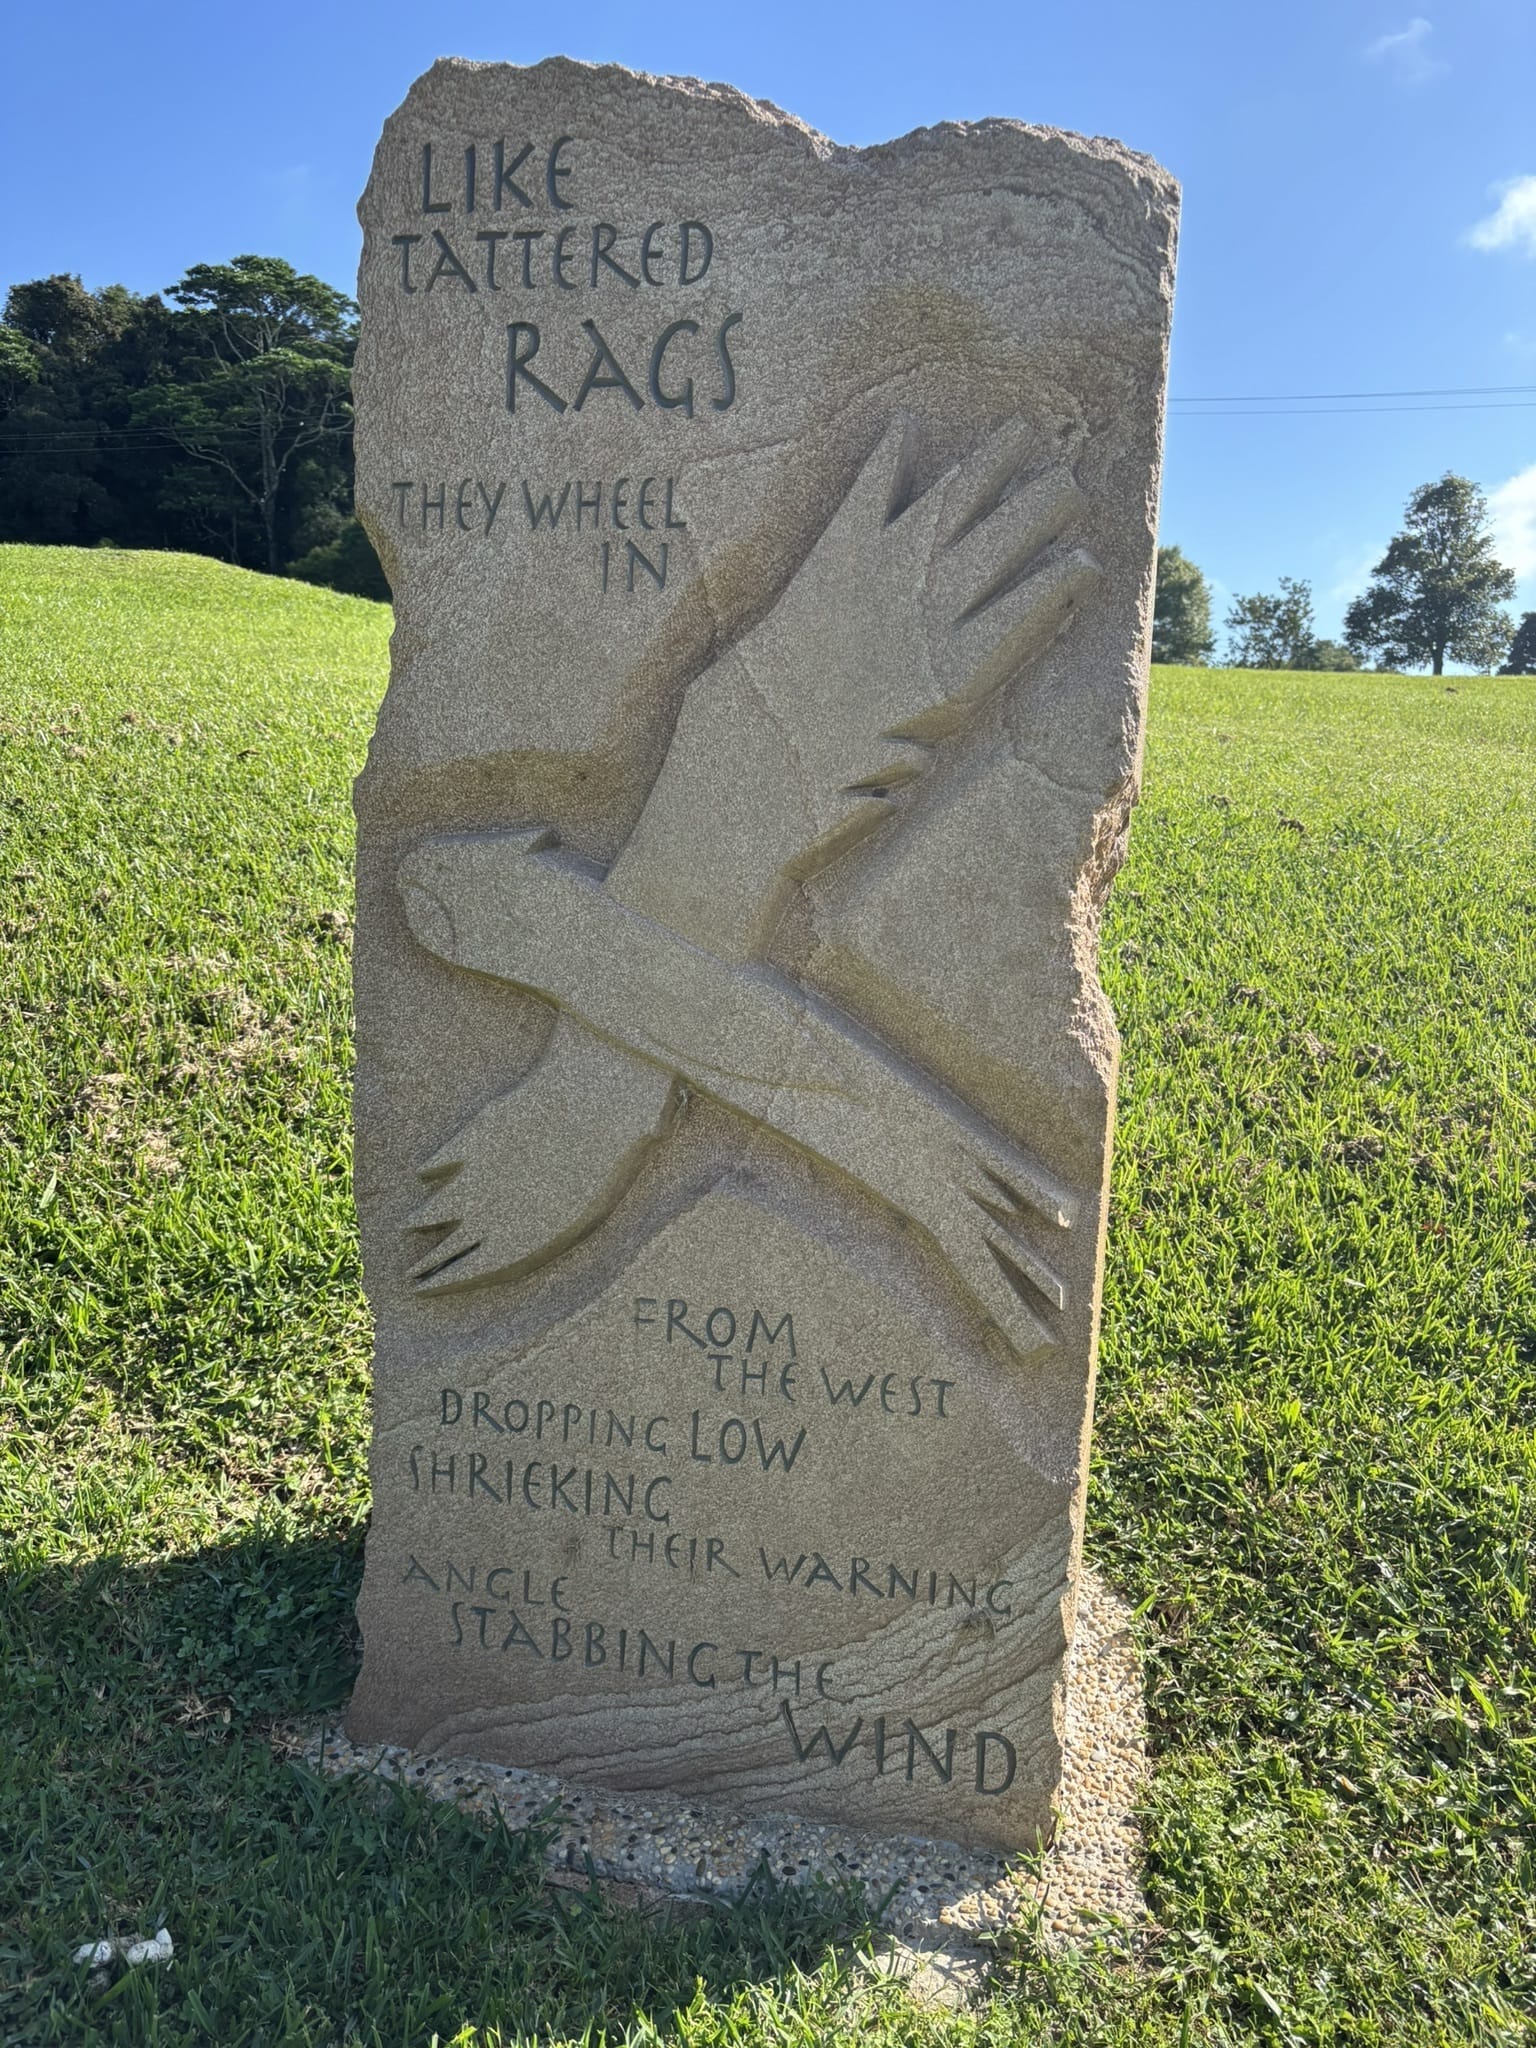 LIKE
TATTERED
RAGS
THEY WHEEL
IN
FROM
THE WEST
DROPPING LOW
SHRIEKING
THEIR WARNING
ANGLE
STABBING THE
WIND